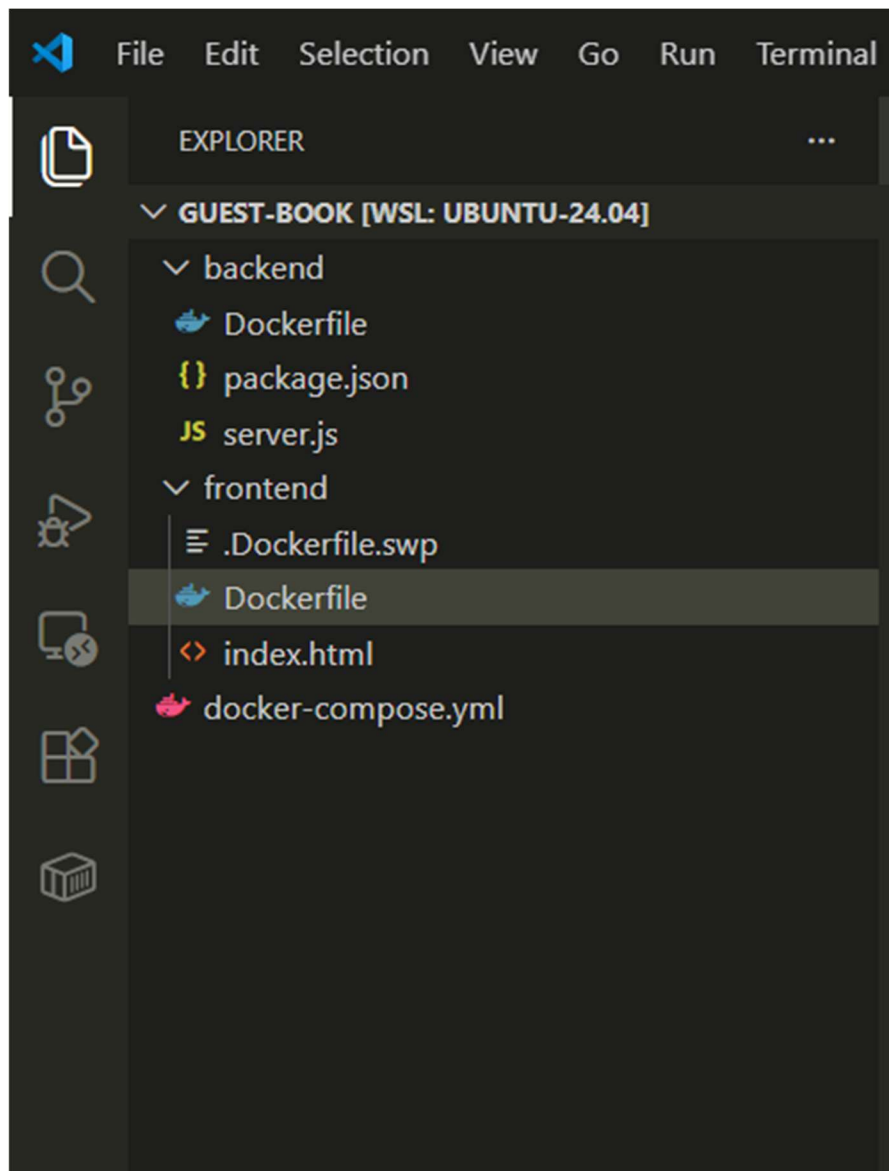 File Edit Selection View Go Run Terminal
EXPLORER ...
GUEST-BOOK [WSL: UBUNTU-24.04]
backend
Dockerfile
{} package.json
JS server.js
frontend
.Dockerfile.swp
Dockerfile
<> index.html
docker-compose.yml